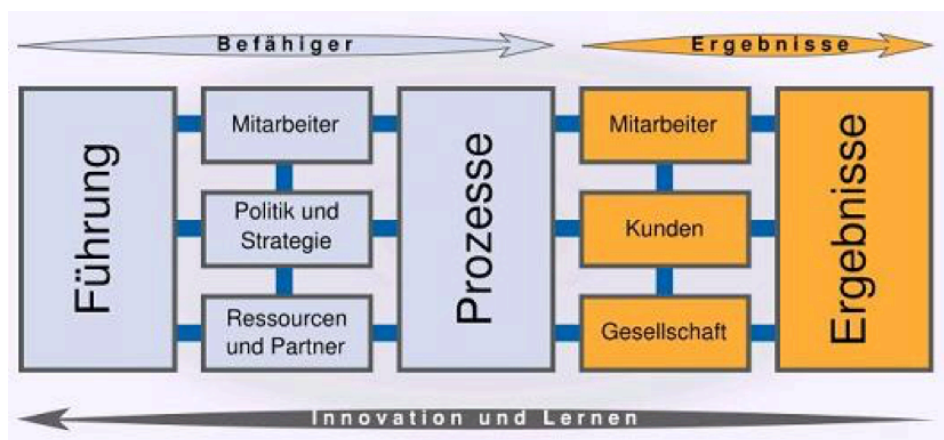 Befähiger
Ergebnisse
Führung
Mitarbeiter
Politik und
Strategie
Ressourcen
und Partner
Prozesse
Mitarbeiter
Kunden
Gesellschaft
Ergebnisse
Innovation und Lernen